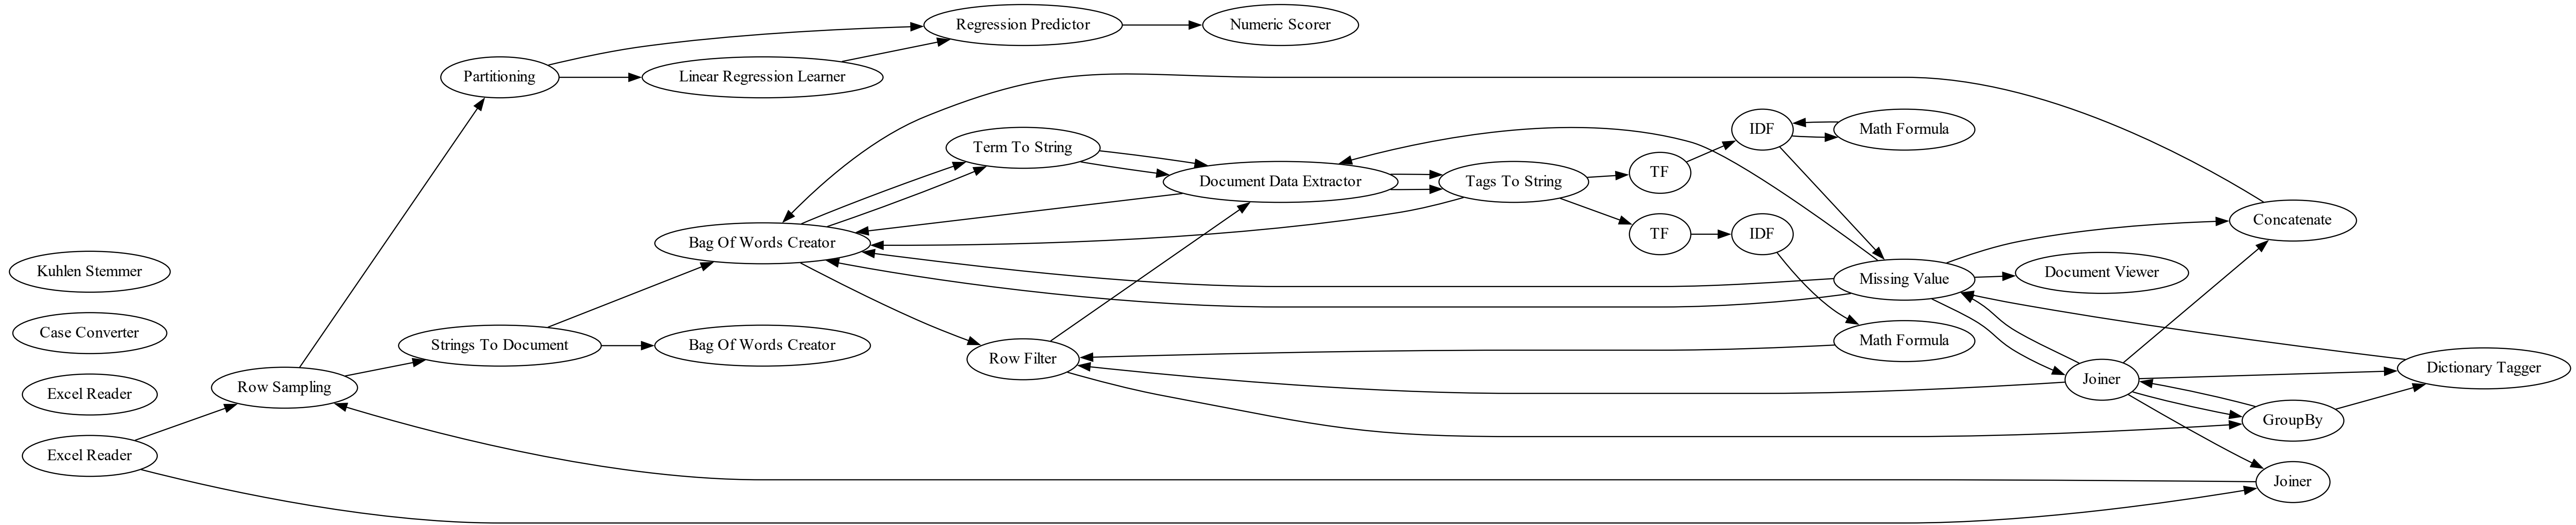 Regression Predictor
Numeric Scorer
Partitioning
Linear Regression Learner
IDF
Math Formula
Term To String
TF
Document Data Extractor
Tags To String
Concatenate
TF
IDF
Bag Of Words Creator
Kuhlen Stemmer
Document Viewer
Missing Value
Case Converter
Math Formula
Strings To Document
Bag Of Words Creator
Row Filter
Dictionary Tagger
Joiner
Row Sampling
Excel Reader
GroupBy
Excel Reader
Joiner